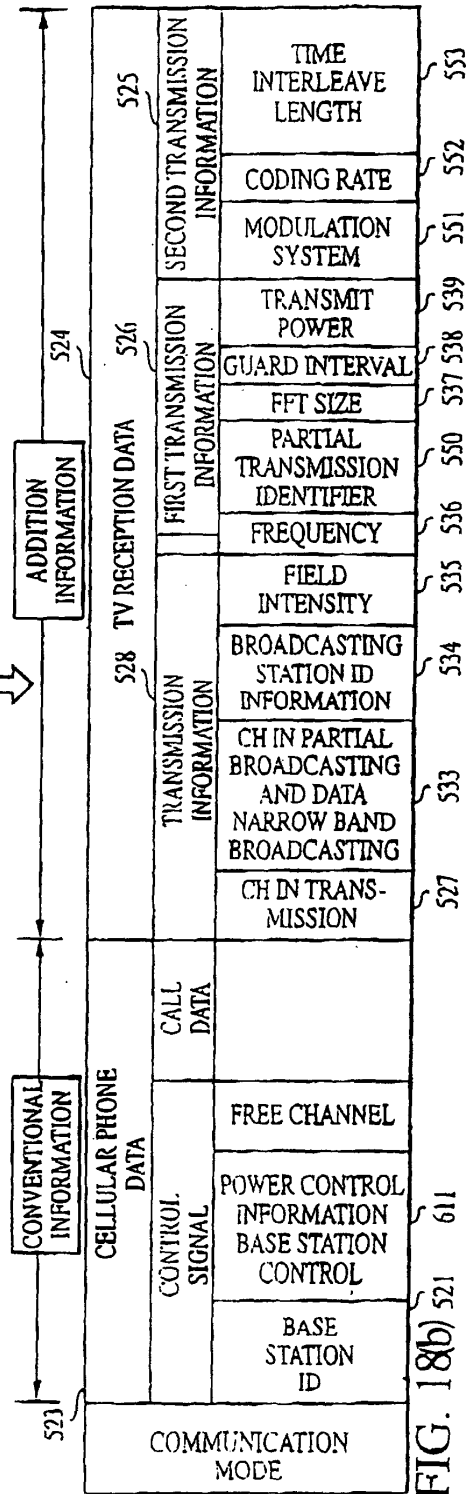 CONVENTIONAL
INFORMATION
ADDITION
INFORMATION
523
524
CELLULAR PHONE
DATA
528
TV RECEPTION DATA
526
525
CONTROL
SIGNAL
CALL
DATA
TRANSMISSION
INFORMATION
FIRST TRANSMISSION
INFORMATION
SECOND TRANSMISSION
INFORMATION
COMMUNICATION
MODE
BASE
STATION
ID
POWER CONTROL
INFORMATION
BASE STATION
CONTROL
FREE CHANNEL
CH IN TRANS-
MISSION
CH IN PARTIAL
BROADCASTING
AND DATA
NARROW BAND
BROADCASTING
BROADCASTING
STATION ID
INFORMATION
FIELD
INTENSITY
FREQUENCY
PARTIAL
TRANSMISSION
IDENTIFIER
FFT SIZE
GUARD INTERVAL
TRANSMIT
POWER
MODULATION
SYSTEM
CODING RATE
TIME
INTERLEAVE
LENGTH
521
611
527
533
534
535
536
550
537
538
539
551
552
553
FIG. 18(b)